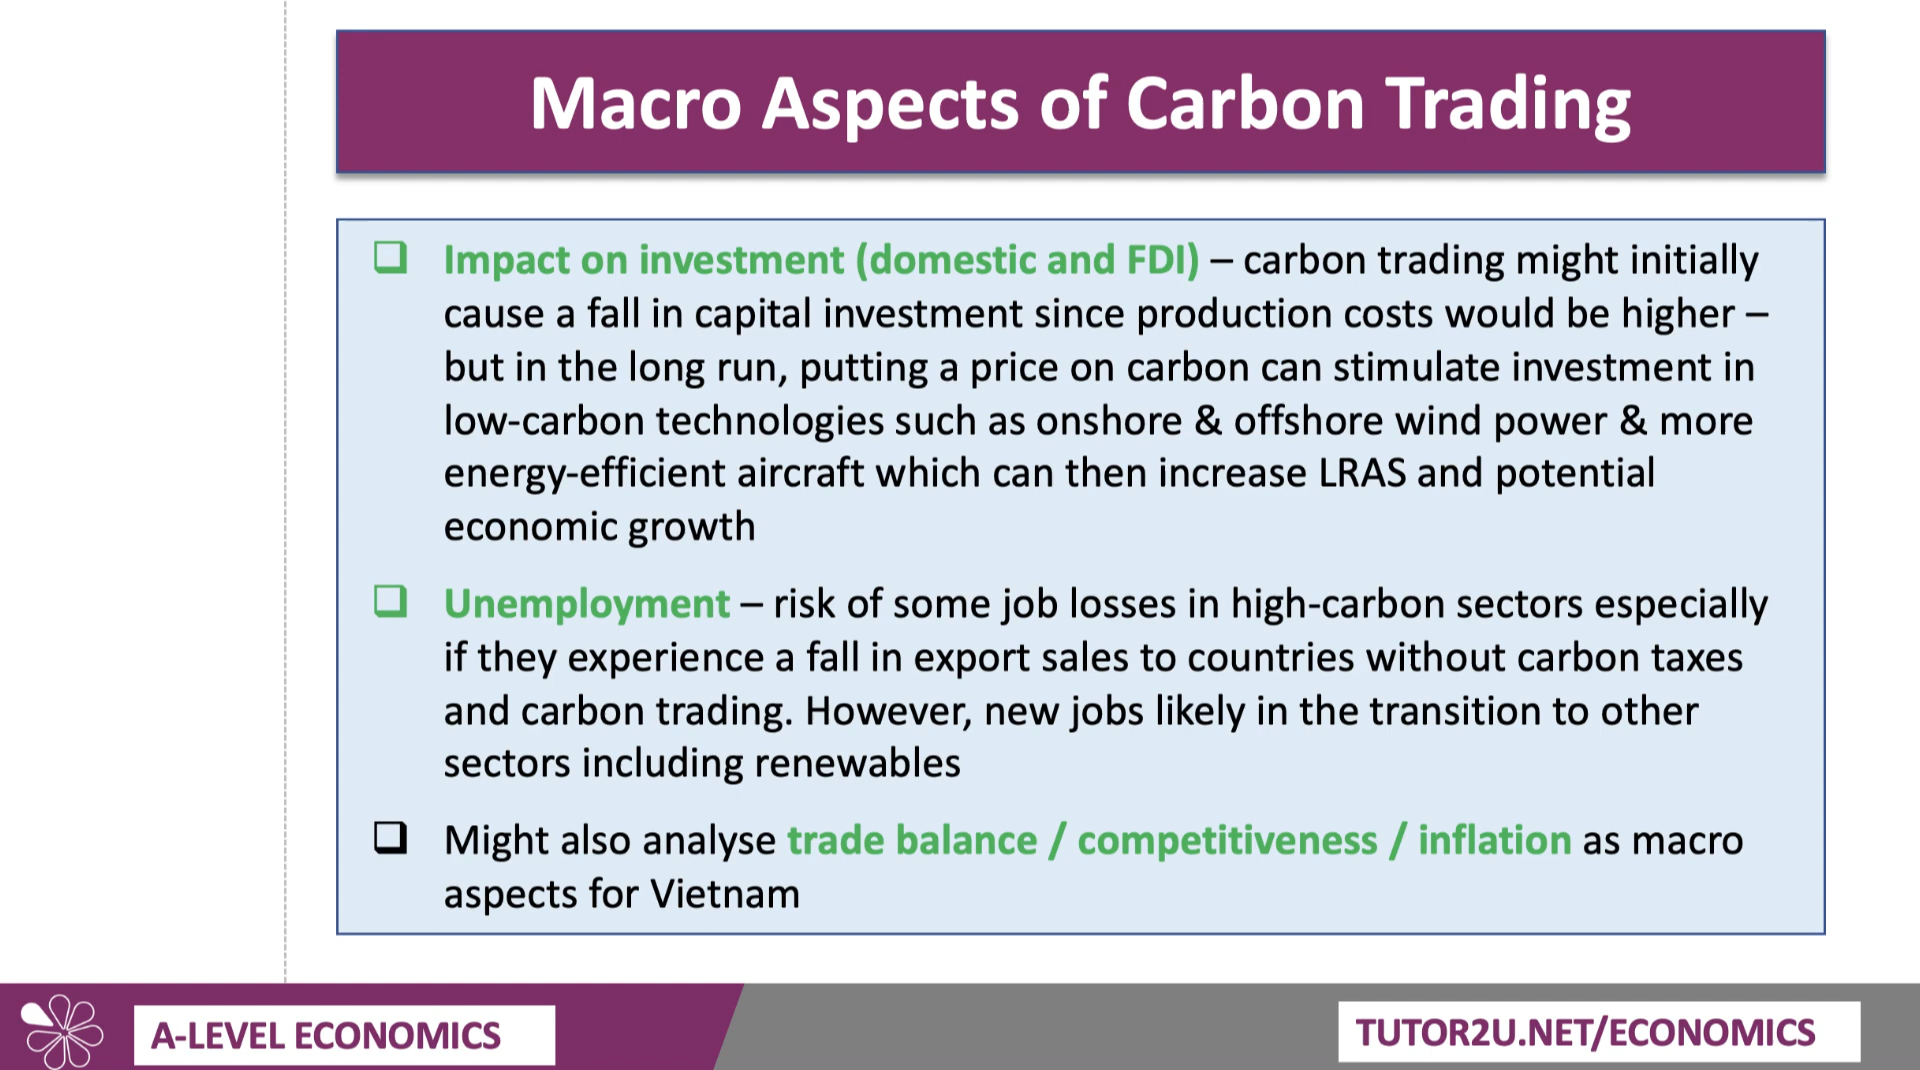 Macro Aspects of Carbon Trading
Impact on investment (domestic and FDI) – carbon trading might initially
cause a fall in capital investment since production costs would be higher –
but in the long run, putting a price on carbon can stimulate investment in
low-carbon technologies such as onshore & offshore wind power & more
energy-efficient aircraft which can then increase LRAS and potential
economic growth
Unemployment – risk of some job losses in high-carbon sectors especially
if they experience a fall in export sales to countries without carbon taxes
and carbon trading. However, new jobs likely in the transition to other
sectors including renewables
Might also analyse trade balance / competitiveness / inflation as macro
aspects for Vietnam
A-LEVEL ECONOMICS
TUTOR2U.NET/ECONOMICS